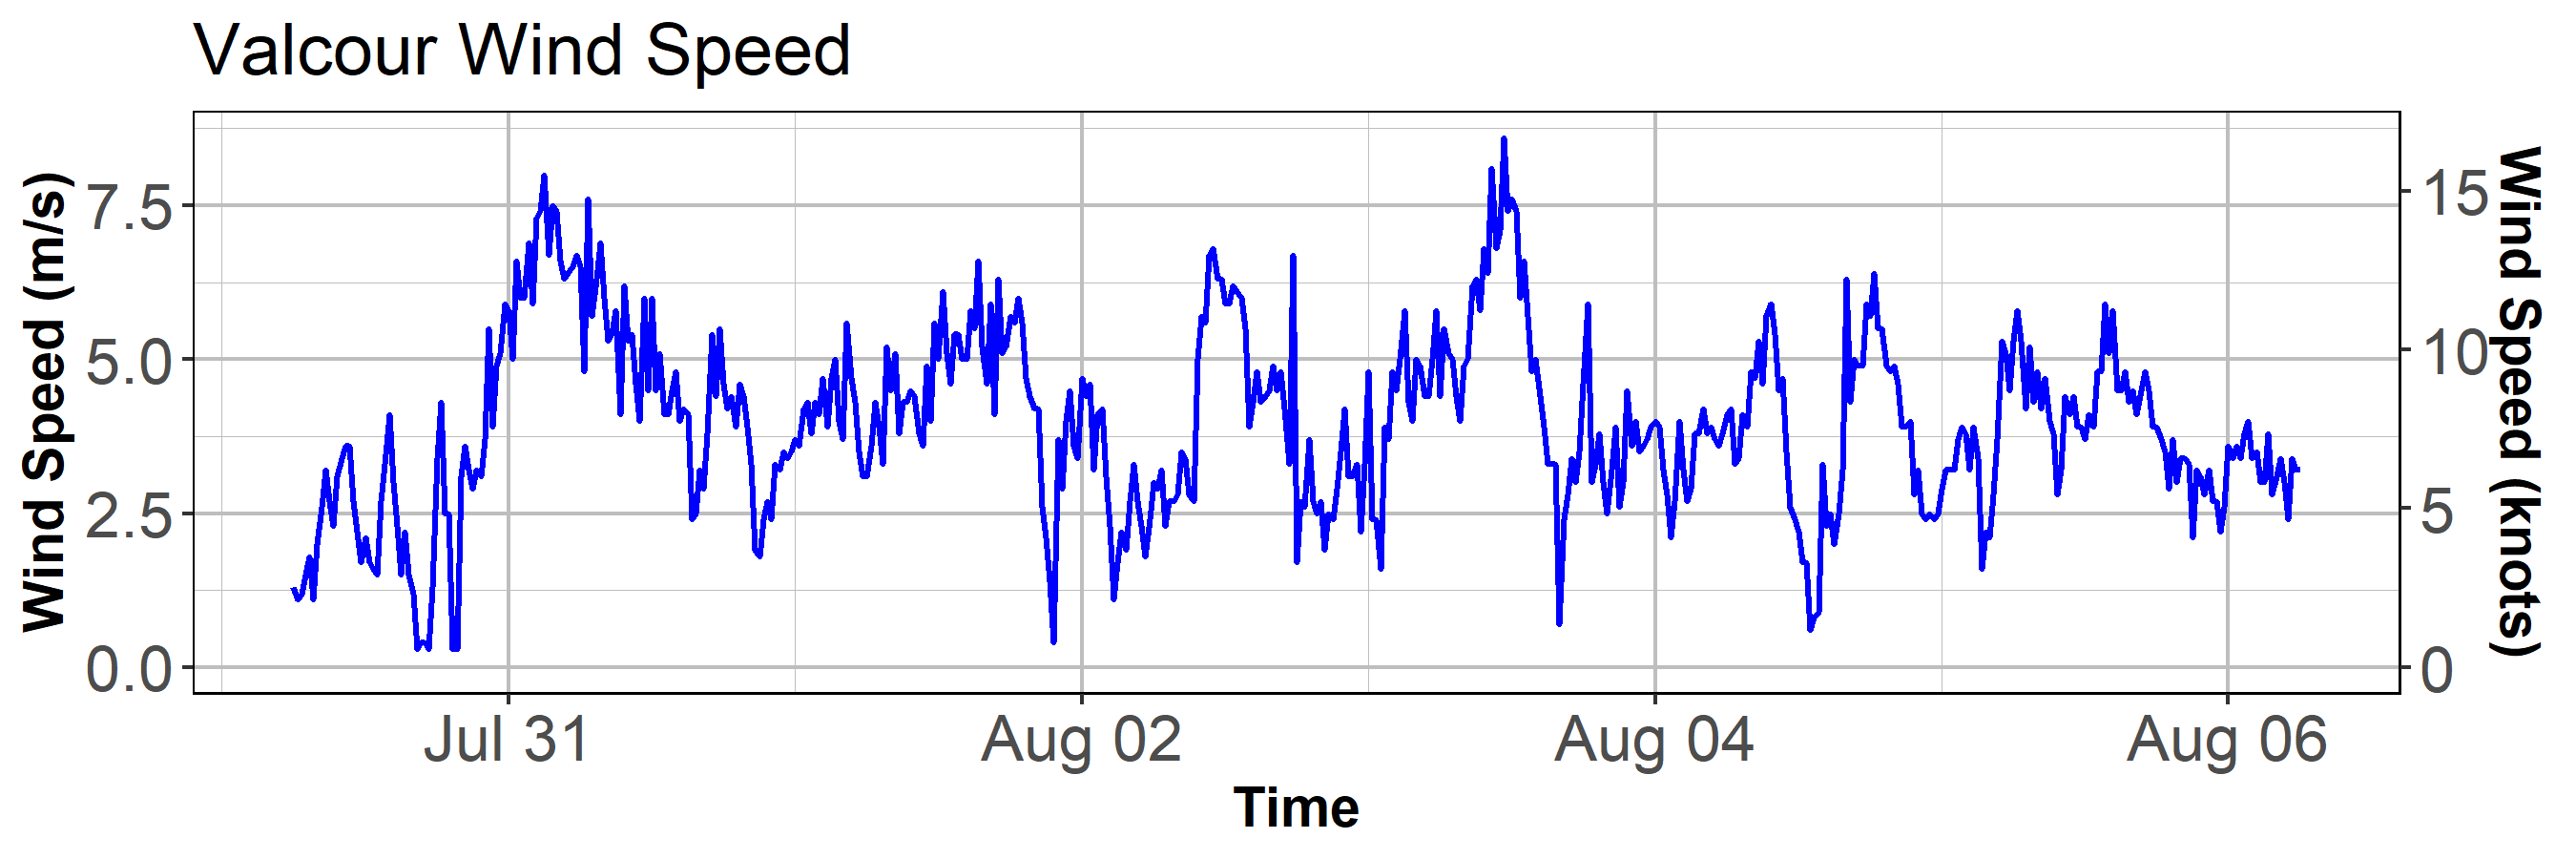 Valcour Wind Speed
Wind Speed (m/s)
7.5
5.0
2.5
0.0
15
10
5
0
Wind Speed (knots)
Jul 31
Aug 02
Aug 04
Aug 06
Time